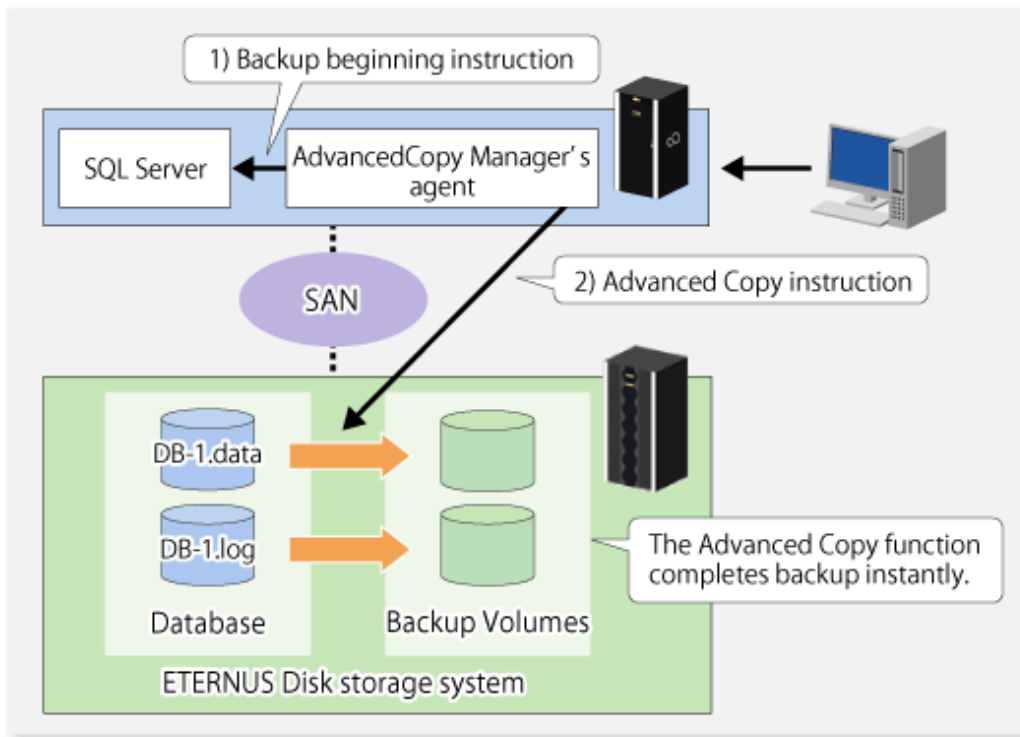 1) Backup beginning instruction
SQL Server
AdvancedCopy Manager's
agent
2) Advanced Copy instruction
SAN
DB-1.data
DB-1.log
The Advanced Copy function
completes backup instantly.
Database
Backup Volumes
ETERNUS Disk storage system